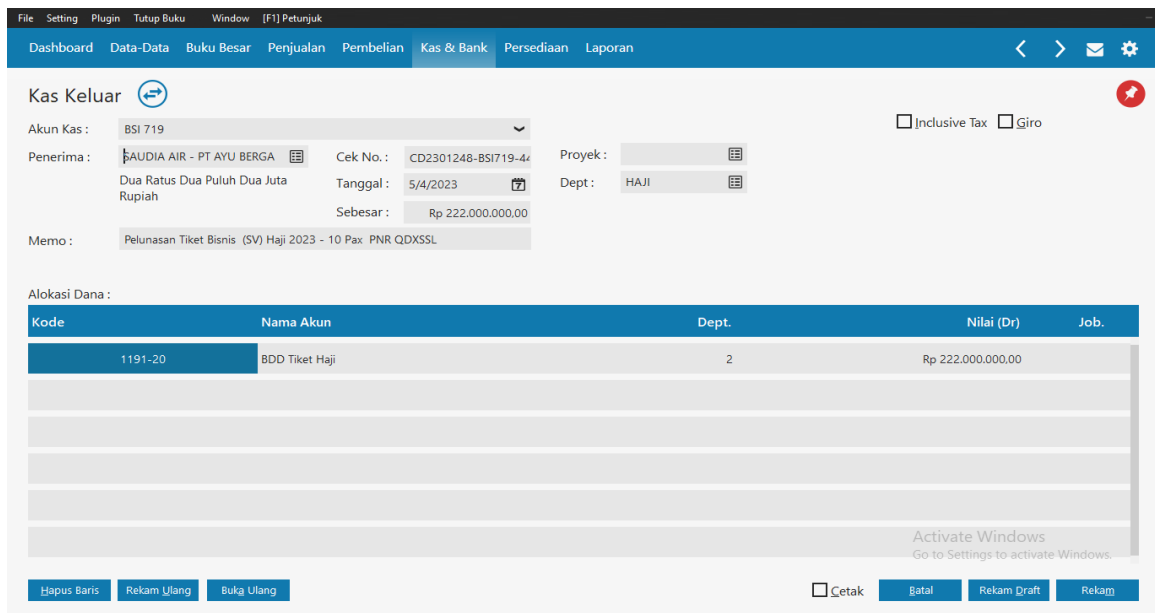 File Setting Plugin Tutup Buku Window [F1] Petunjuk
Dashboard Data-Data Buku Besar Penjualan Pembelian Kas & Bank Persediaan Laporan
Kas Keluar
Inclusive Tax Giro
Akun Kas : BSI 719
Penerima : SAUDIA AIR - PT AYU BERGA Cek No. : CD2301248-BSI719-44 Proyek :
Dua Ratus Dua Puluh Dua Juta Tanggal : 5/4/2023 Dept : HAJI
Rupiah
Sebesar : Rp 222.000.000,00
Memo : Pelunasan Tiket Bisnis (SV) Haji 2023 - 10 Pax PNR QDXSSL
Alokasi Dana :
Kode Nama Akun Dept. Nilai (Dr) Job.
1191-20 BDD Tiket Haji 2 Rp 222.000.000,00
Activate Windows
Go to Settings to activate Windows.
Hapus Baris Rekam Ulang Buka Ulang Cetak Batal Rekam Draft Rekam